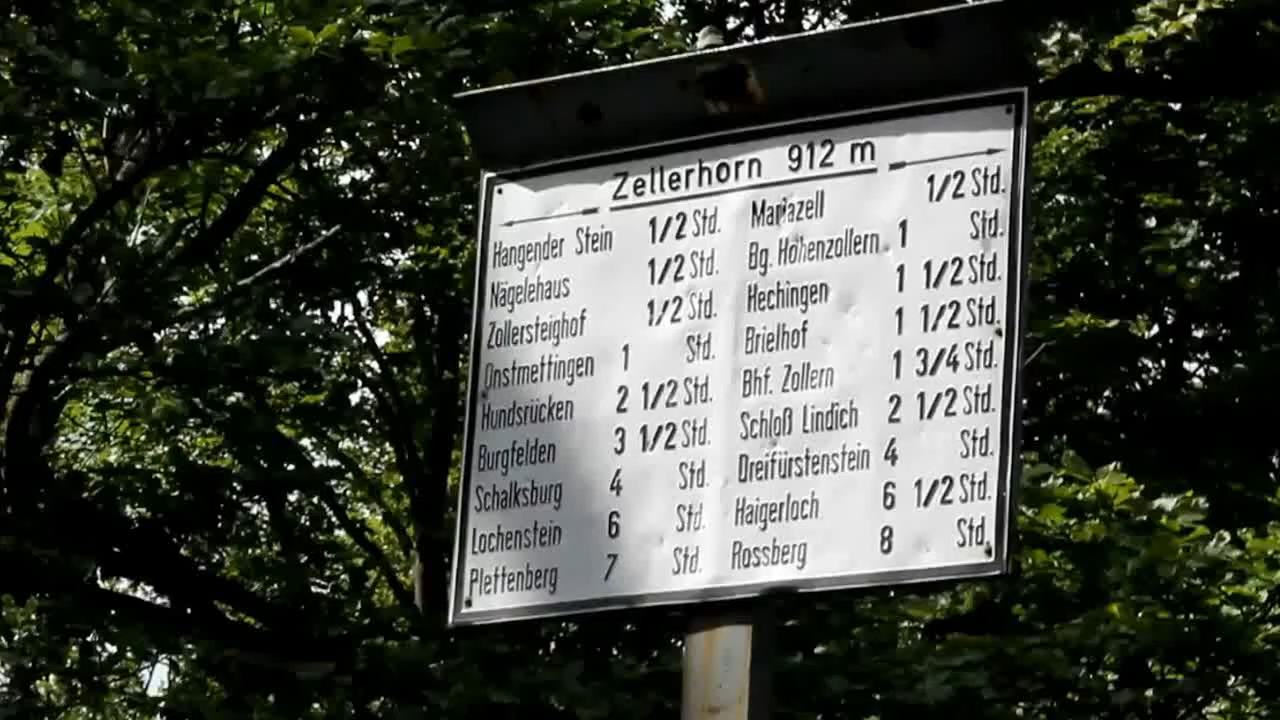 Zellerhorn 912 m
Hangender Stein 1/2 Std.
Nägelehaus 1/2 Std.
Zollersteighof 1/2 Std.
Onstmettingen 1 Std.
Hundsrücken 2 1/2 Std.
Burgfelden 3 1/2 Std.
Schalksburg 4 Std.
Lochenstein 6 Std.
Plettenberg 7 Std.
Mariazell 1/2 Std.
Bg. Hohenzollern 1 Std.
Hechingen 1 1/2 Std.
Brielhof 1 1/2 Std.
Bhf. Zollern 1 3/4 Std.
Schloß Lindich 2 1/2 Std.
Dreifürstenstein 4 Std.
Haigerloch 6 1/2 Std.
Rossberg 8 Std.